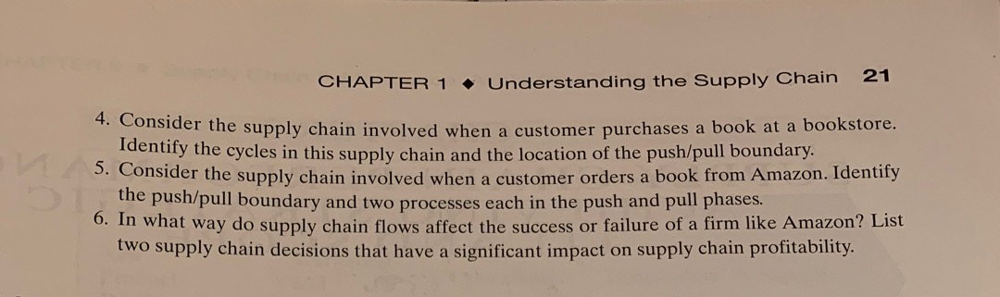 CHAPTER 1 ◆ Understanding the Supply Chain 21
4. Consider the supply chain involved when a customer purchases a book at a bookstore.
Identify the cycles in this supply chain and the location of the push/pull boundary.
5. Consider the supply chain involved when a customer orders a book from Amazon. Identify
the push/pull boundary and two processes each in the push and pull phases.
6. In what way do supply chain flows affect the success or failure of a firm like Amazon? List
two supply chain decisions that have a significant impact on supply chain profitability.